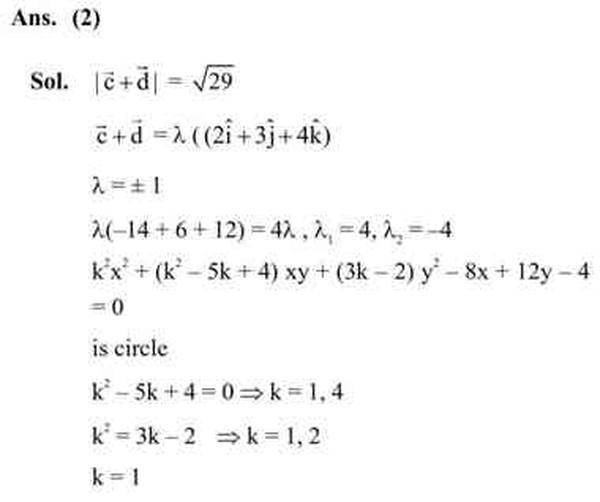 Ans. (2)
Sol. |c⃗ + d⃗| = √29
c⃗ + d⃗ = λ ((2î + 3ĵ + 4k̂)
λ = ± 1
λ(–14 + 6 + 12) = 4λ , λ₁ = 4, λ₂ = –4
k²x² + (k² – 5k + 4) xy + (3k – 2) y² – 8x + 12y – 4
= 0
is circle
k² – 5k + 4 = 0 ⇒ k = 1, 4
k² = 3k – 2 ⇒ k = 1, 2
k = 1